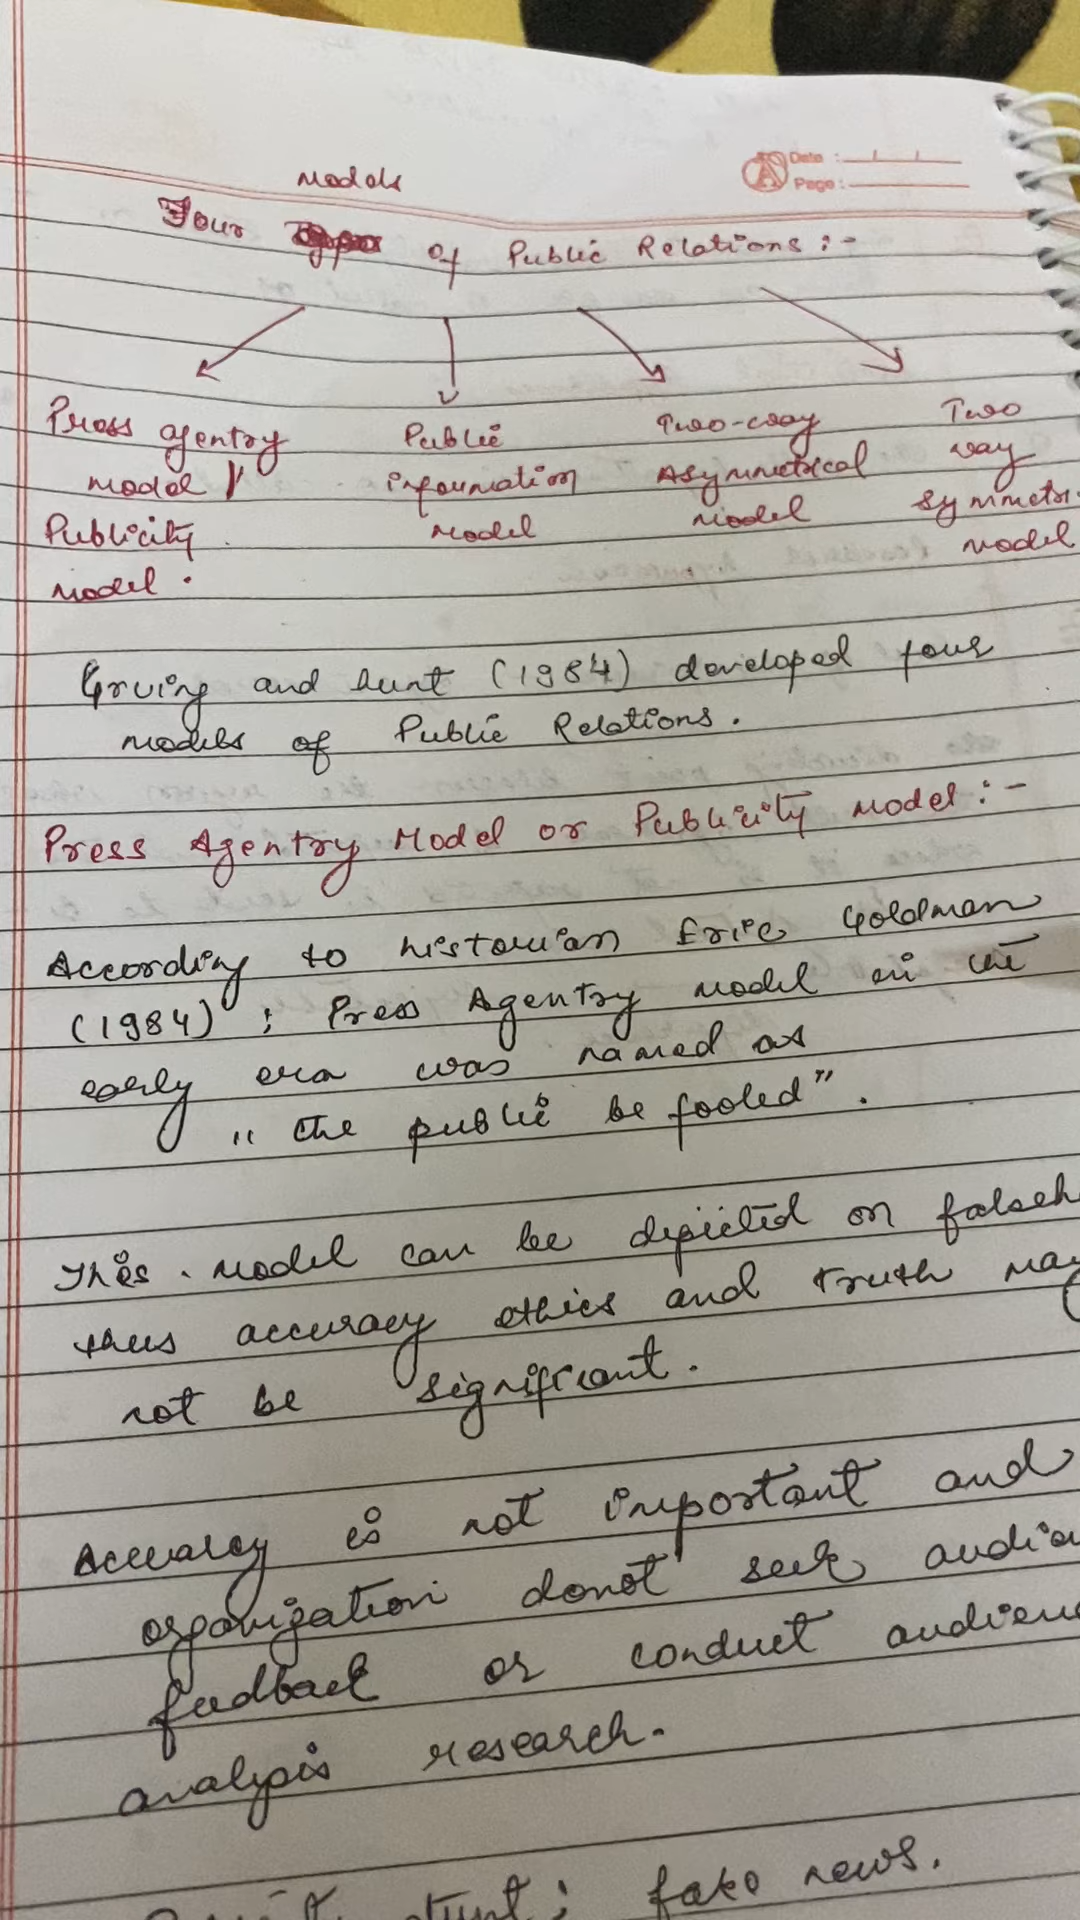 Date :
Page :
Models
Four of Public Relations :-
Press agentry model / Publicity model .
Public information model
Two-way Asymmetrical model
Two way symmetri model
Gruing and hunt (1984) developed four
models of Public Relations .
Press Agentry Model or Publicity model :-
According to historian Eric Goldman
(1984) ; Press Agentry model in the
early era was named as
" the public be fooled" .
This . model can be depicted on falseh
thus accuracy ethics and truth may
not be significant .
Accuracy is not important and
organization donot seek audien
feedback or conduct audienc
analysis research .
stunt ; fake news .